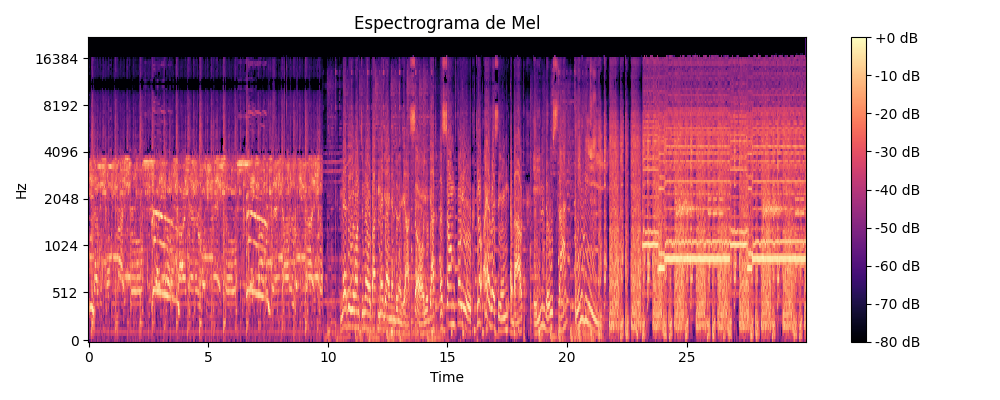 Espectrograma de Mel
Hz
16384
8192
4096
2048
1024
512
0
0 5 10 15 20 25
Time
+0 dB
-10 dB
-20 dB
-30 dB
-40 dB
-50 dB
-60 dB
-70 dB
-80 dB